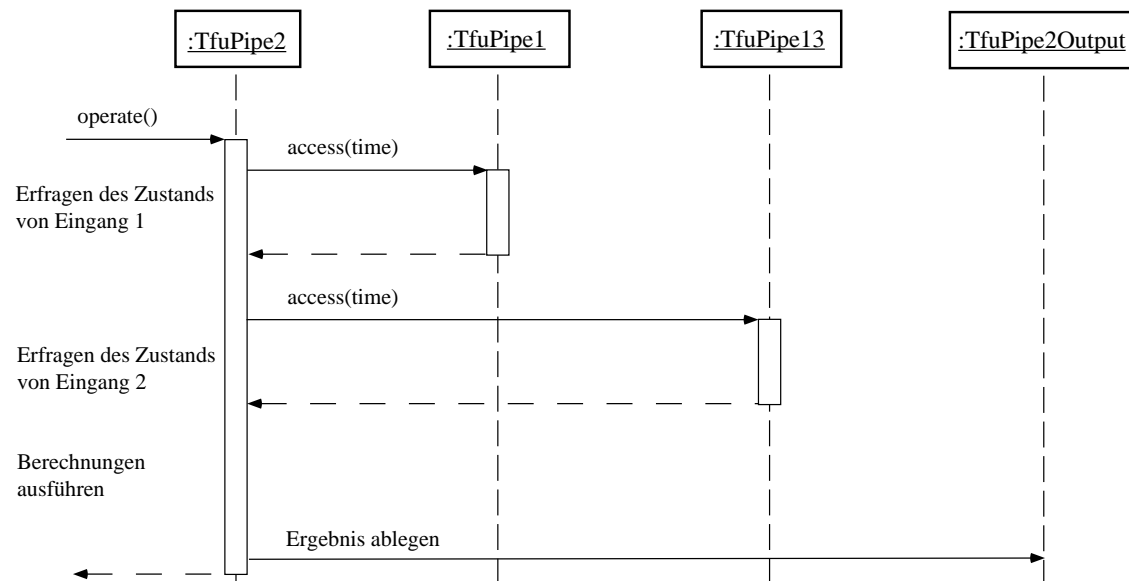 :TfuPipe2
:TfuPipe1
:TfuPipe13
:TfuPipe2Output
operate()
access(time)
Erfragen des Zustands
von Eingang 1
access(time)
Erfragen des Zustands
von Eingang 2
Berechnungen
ausführen
Ergebnis ablegen